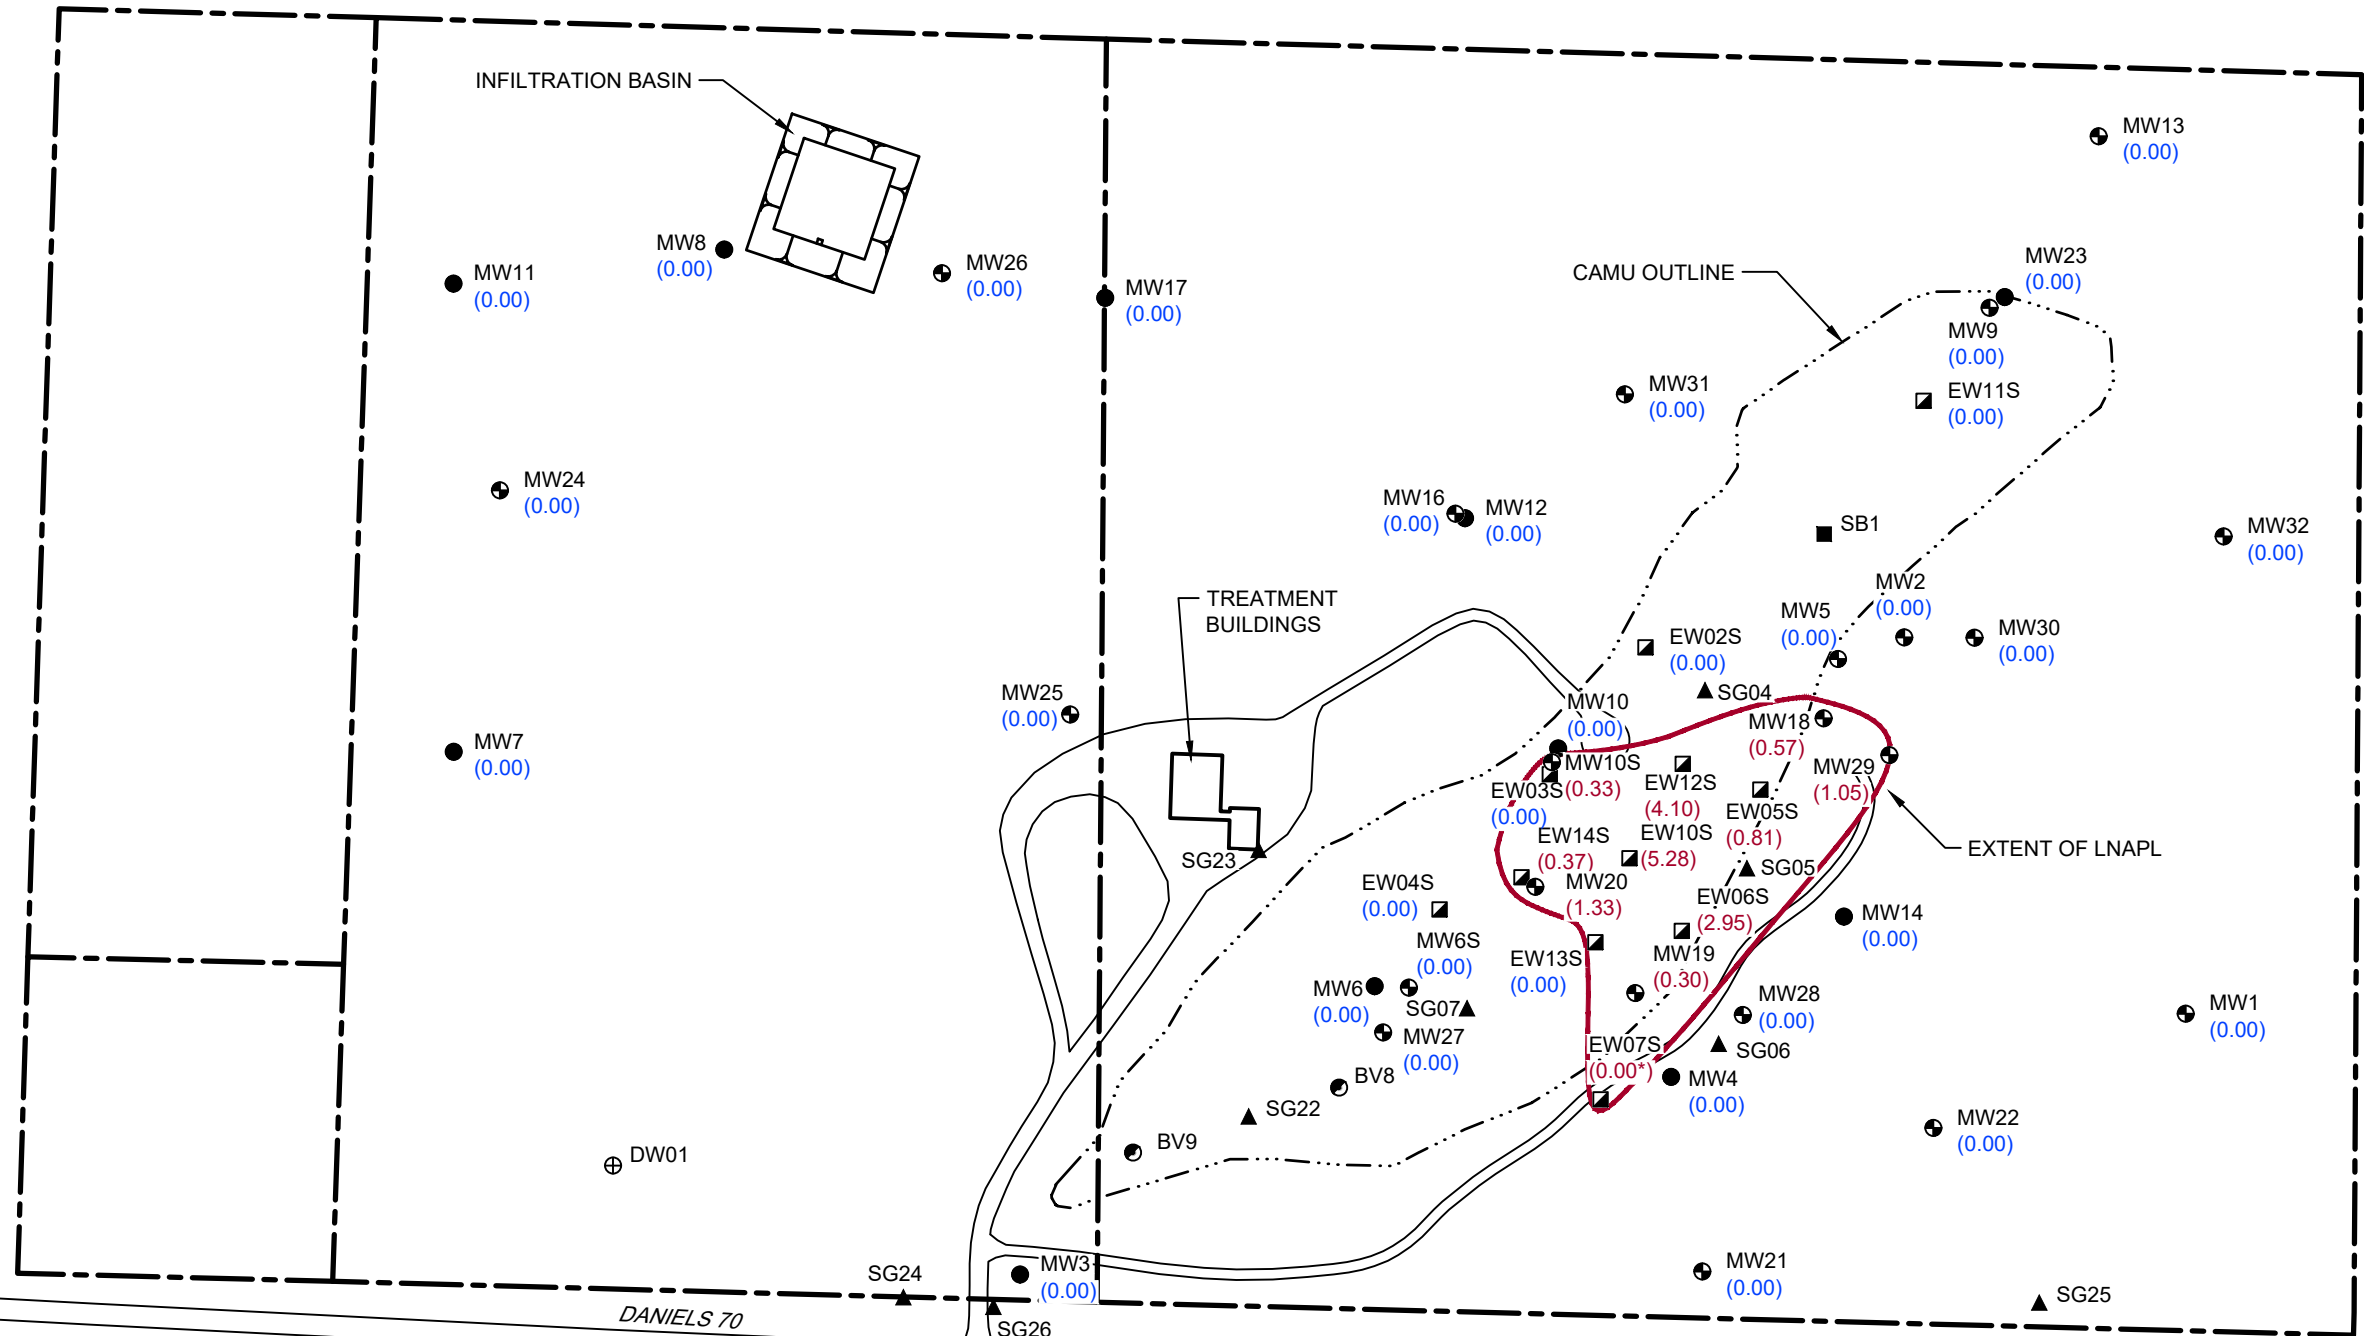 INFILTRATION BASIN
MW13
(0.00)
MW8
(0.00)
MW11
(0.00)
MW26
(0.00)
MW17
(0.00)
CAMU OUTLINE
MW23
(0.00)
MW9
(0.00)
MW31
(0.00)
EW11S
(0.00)
MW24
(0.00)
MW16
(0.00)
MW12
(0.00)
SB1
MW32
(0.00)
TREATMENT
BUILDINGS
MW2
(0.00)
MW5
(0.00)
MW30
(0.00)
EW02S
(0.00)
SG04
MW25
(0.00)
MW10
(0.00)
MW18
(0.57)
MW7
(0.00)
MW10S
(0.33)
EW03S
(0.00)
EW12S
(4.10)
MW29
(1.05)
EW05S
(0.81)
EW14S
(0.37)
EW10S
(5.28)
EXTENT OF LNAPL
SG23
SG05
EW04S
(0.00)
MW20
(1.33)
EW06S
(2.95)
MW14
(0.00)
MW6S
(0.00)
EW13S
(0.00)
MW19
(0.30)
MW6
(0.00)
SG07
MW28
(0.00)
MW1
(0.00)
MW27
(0.00)
EW07S
(0.00*)
SG06
BV8
MW4
(0.00)
SG22
MW22
(0.00)
BV9
DW01
MW3
(0.00)
MW21
(0.00)
SG24
SG25
DANIELS 70
SG26